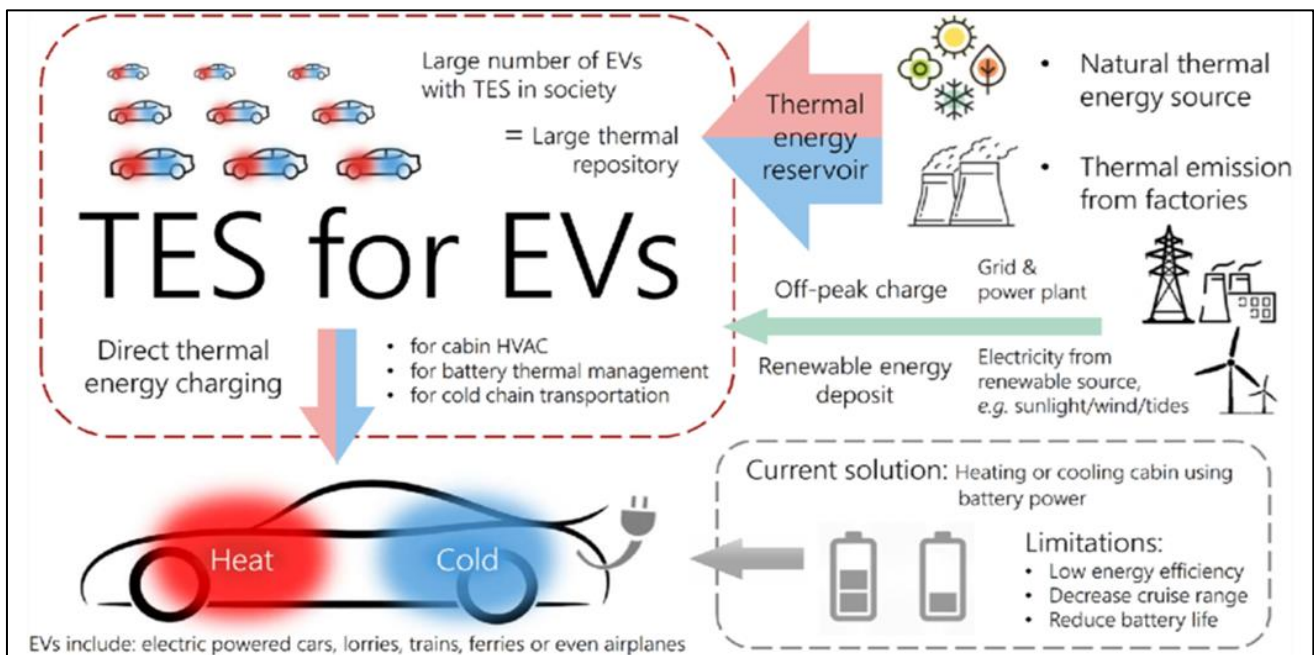 Large number of EVs
with TES in society
= Large thermal
repository
TES for EVs
Direct thermal
energy charging
• for cabin HVAC
• for battery thermal management
• for cold chain transportation
Thermal
energy
reservoir
• Natural thermal
energy source
• Thermal emission
from factories
Off-peak charge
Grid &
power plant
Renewable energy
deposit
Electricity from
renewable source,
e.g. sunlight/wind/tides
Heat
Cold
EVs include: electric powered cars, lorries, trains, ferries or even airplanes
Current solution: Heating or cooling cabin using
battery power
Limitations:
• Low energy efficiency
• Decrease cruise range
• Reduce battery life